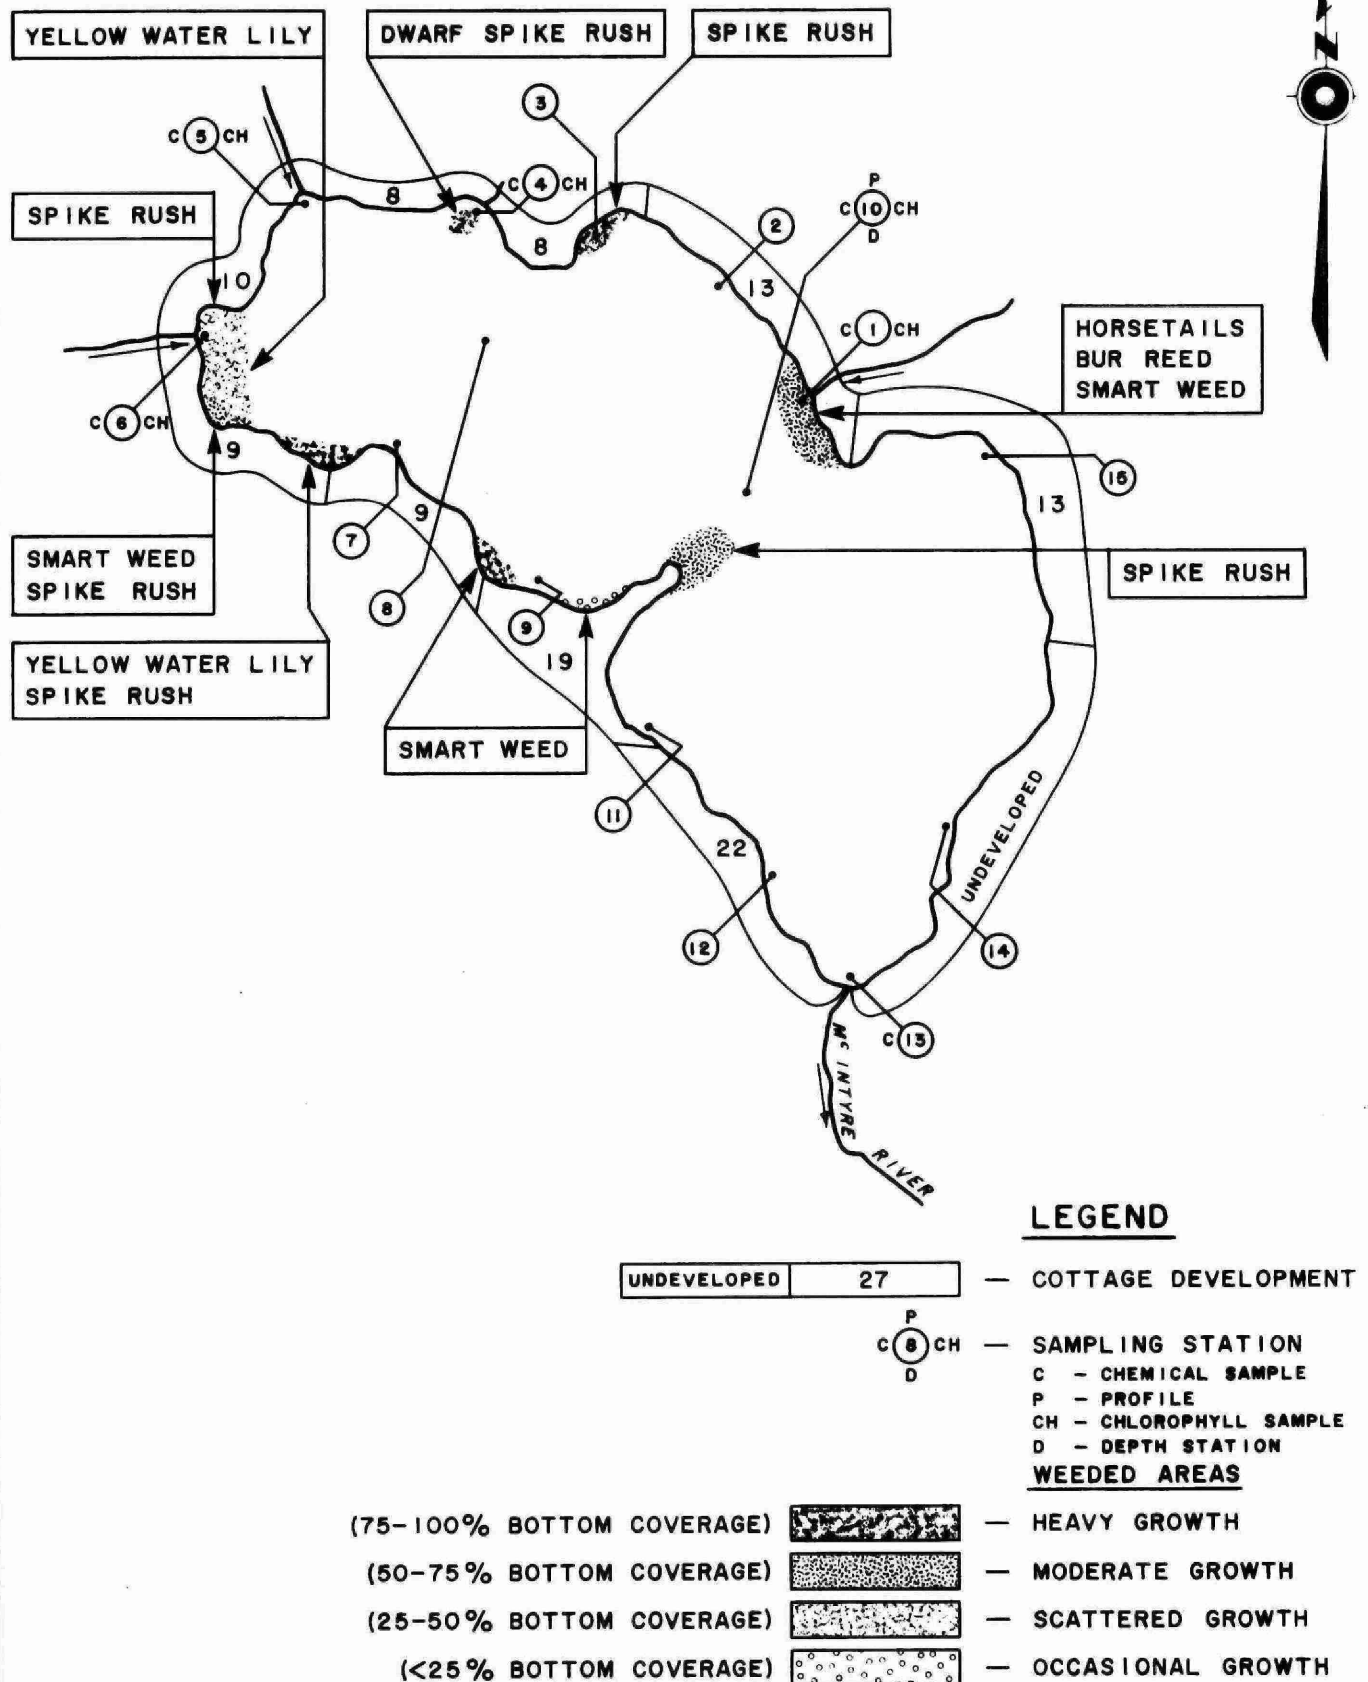 YELLOW WATER LILY
DWARF SPIKE RUSH
SPIKE RUSH
N
3
C 5 CH
SPIKE RUSH
8
C 4 CH
8
P
C 10 CH
D
2
13
10
C 1 CH
HORSETAILS
BUR REED
SMART WEED
C 6 CH
9
15
13
7
9
SMART WEED
SPIKE RUSH
SPIKE RUSH
8
9
19
YELLOW WATER LILY
SPIKE RUSH
SMART WEED
11
UNDEVELOPED
22
12
14
C 13
Mc INTYRE
RIVER
LEGEND
UNDEVELOPED 27 — COTTAGE DEVELOPMENT
P
C 8 CH — SAMPLING STATION
D
C - CHEMICAL SAMPLE
P - PROFILE
CH - CHLOROPHYLL SAMPLE
D - DEPTH STATION
WEEDED AREAS
(75-100% BOTTOM COVERAGE) — HEAVY GROWTH
(50-75% BOTTOM COVERAGE) — MODERATE GROWTH
(25-50% BOTTOM COVERAGE) — SCATTERED GROWTH
(<25% BOTTOM COVERAGE) — OCCASIONAL GROWTH